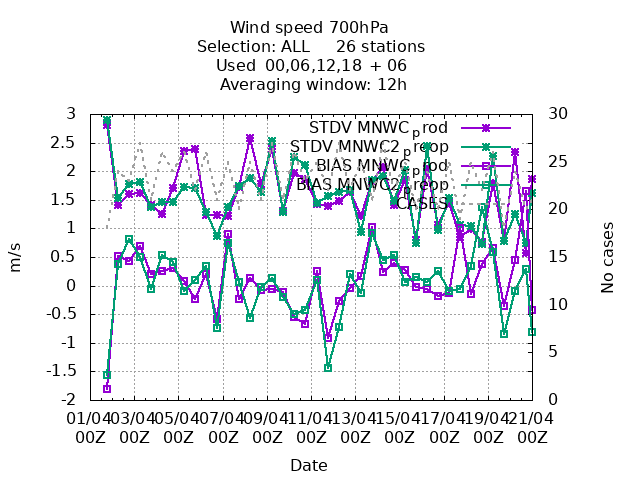 Wind speed 700hPa
Selection: ALL 26 stations
Used 00,06,12,18 + 06
Averaging window: 12h
STDV MNWCprod
STDV MNWC2preop
BIAS MNWCprod
BIAS MNWC2preop
CASES
3
2.5
2
1.5
1
0.5
0
-0.5
-1
-1.5
-2
m/s
30
25
20
15
10
5
0
No cases
01/04 03/04 05/04 07/04 09/04 11/04 13/04 15/04 17/04 19/04 21/04
00Z 00Z 00Z 00Z 00Z 00Z 00Z 00Z 00Z 00Z 00Z
Date